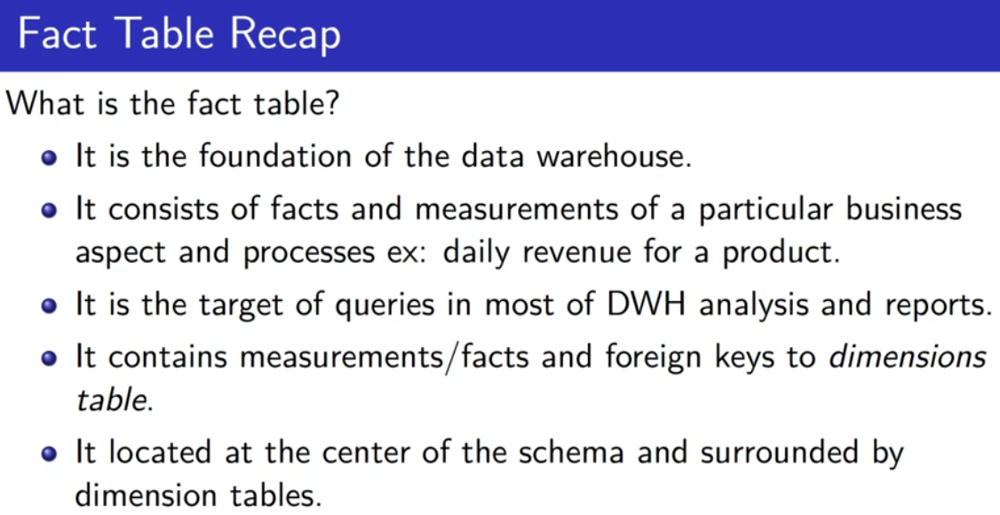 Fact Table Recap
What is the fact table?
It is the foundation of the data warehouse.
It consists of facts and measurements of a particular business
aspect and processes ex: daily revenue for a product.
It is the target of queries in most of DWH analysis and reports.
It contains measurements/facts and foreign keys to dimensions
table.
It located at the center of the schema and surrounded by
dimension tables.